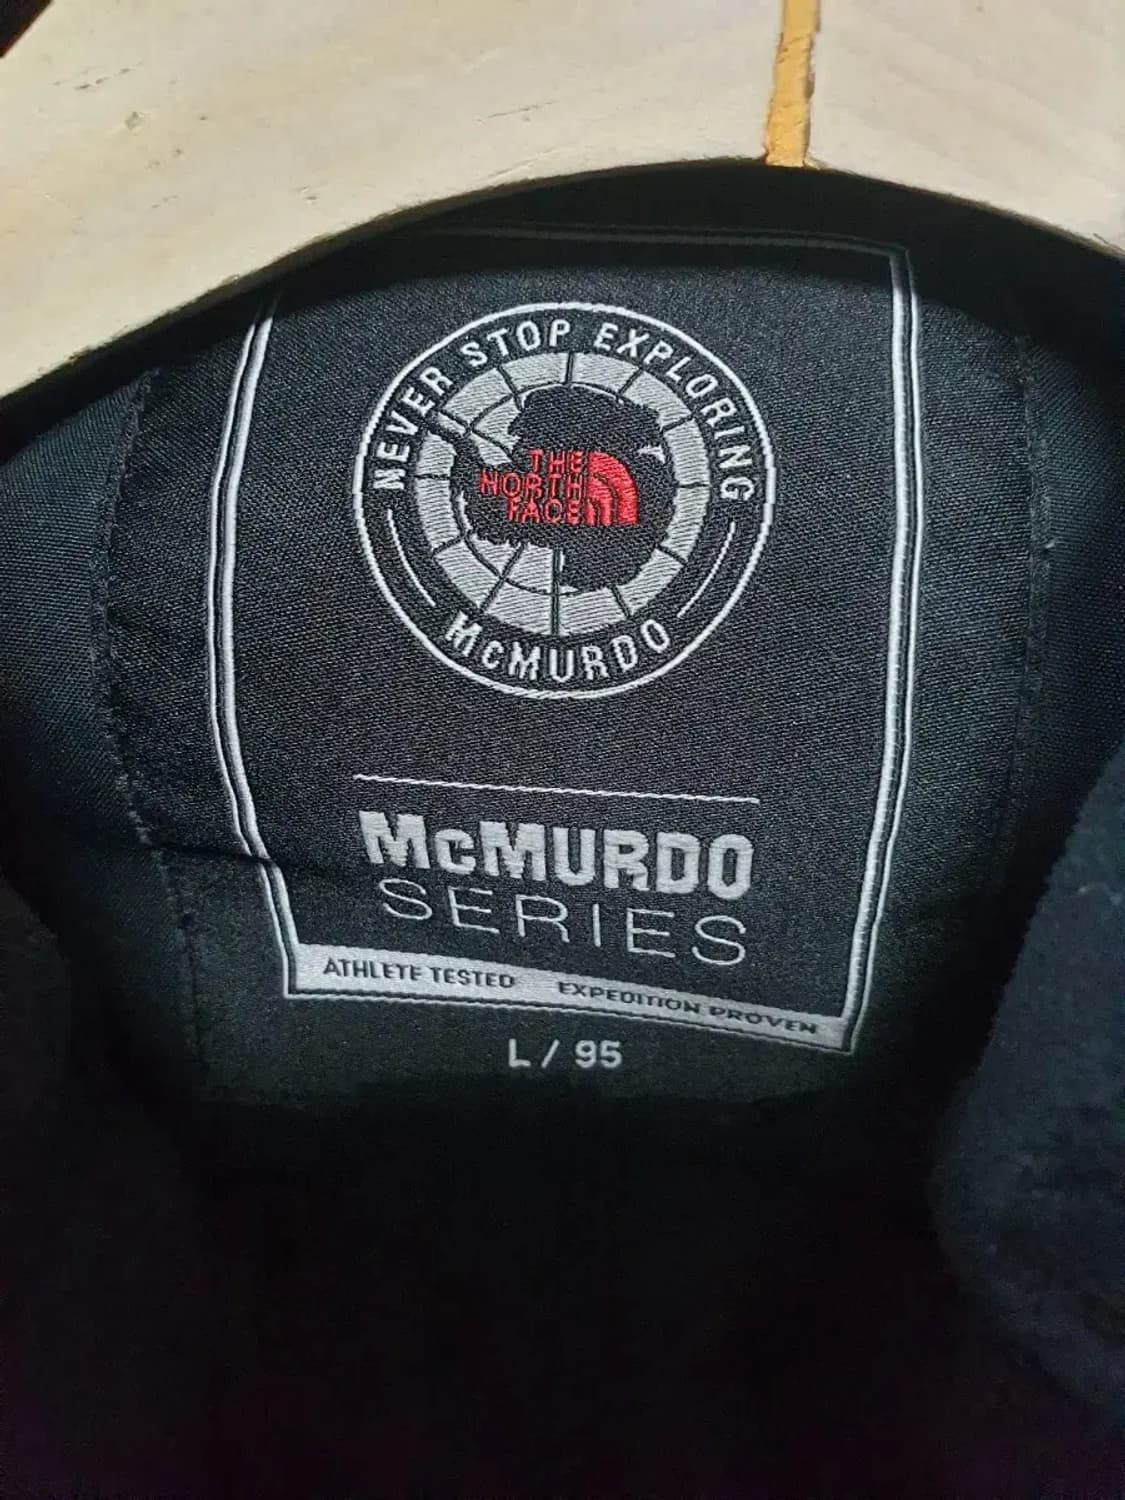 NEVER STOP EXPLORING
THE
NORTH
FACE
McMURDO
McMURDO
SERIES
ATHLETE TESTED EXPEDITION PROVEN
L / 95